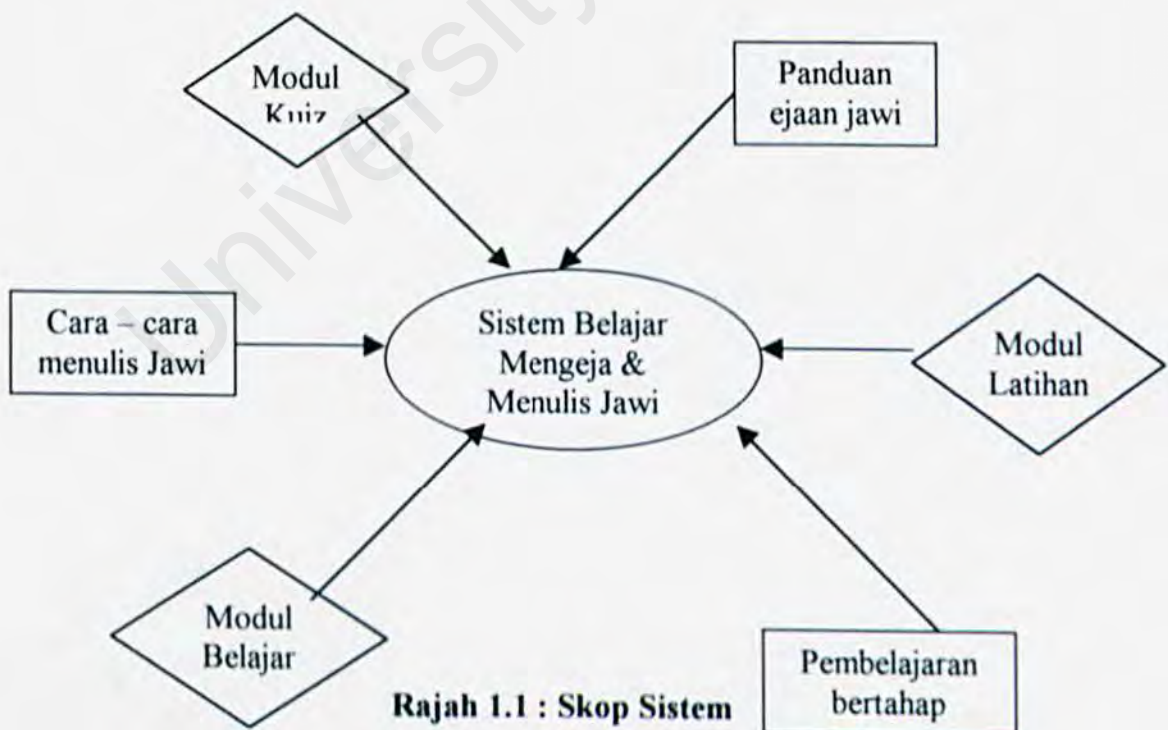 University
Modul
Kuiz
Panduan
ejaan jawi
Cara – cara
menulis Jawi
Sistem Belajar
Mengeja &
Menulis Jawi
Modul
Latihan
Modul
Belajar
Pembelajaran
bertahap
Rajah 1.1 : Skop Sistem